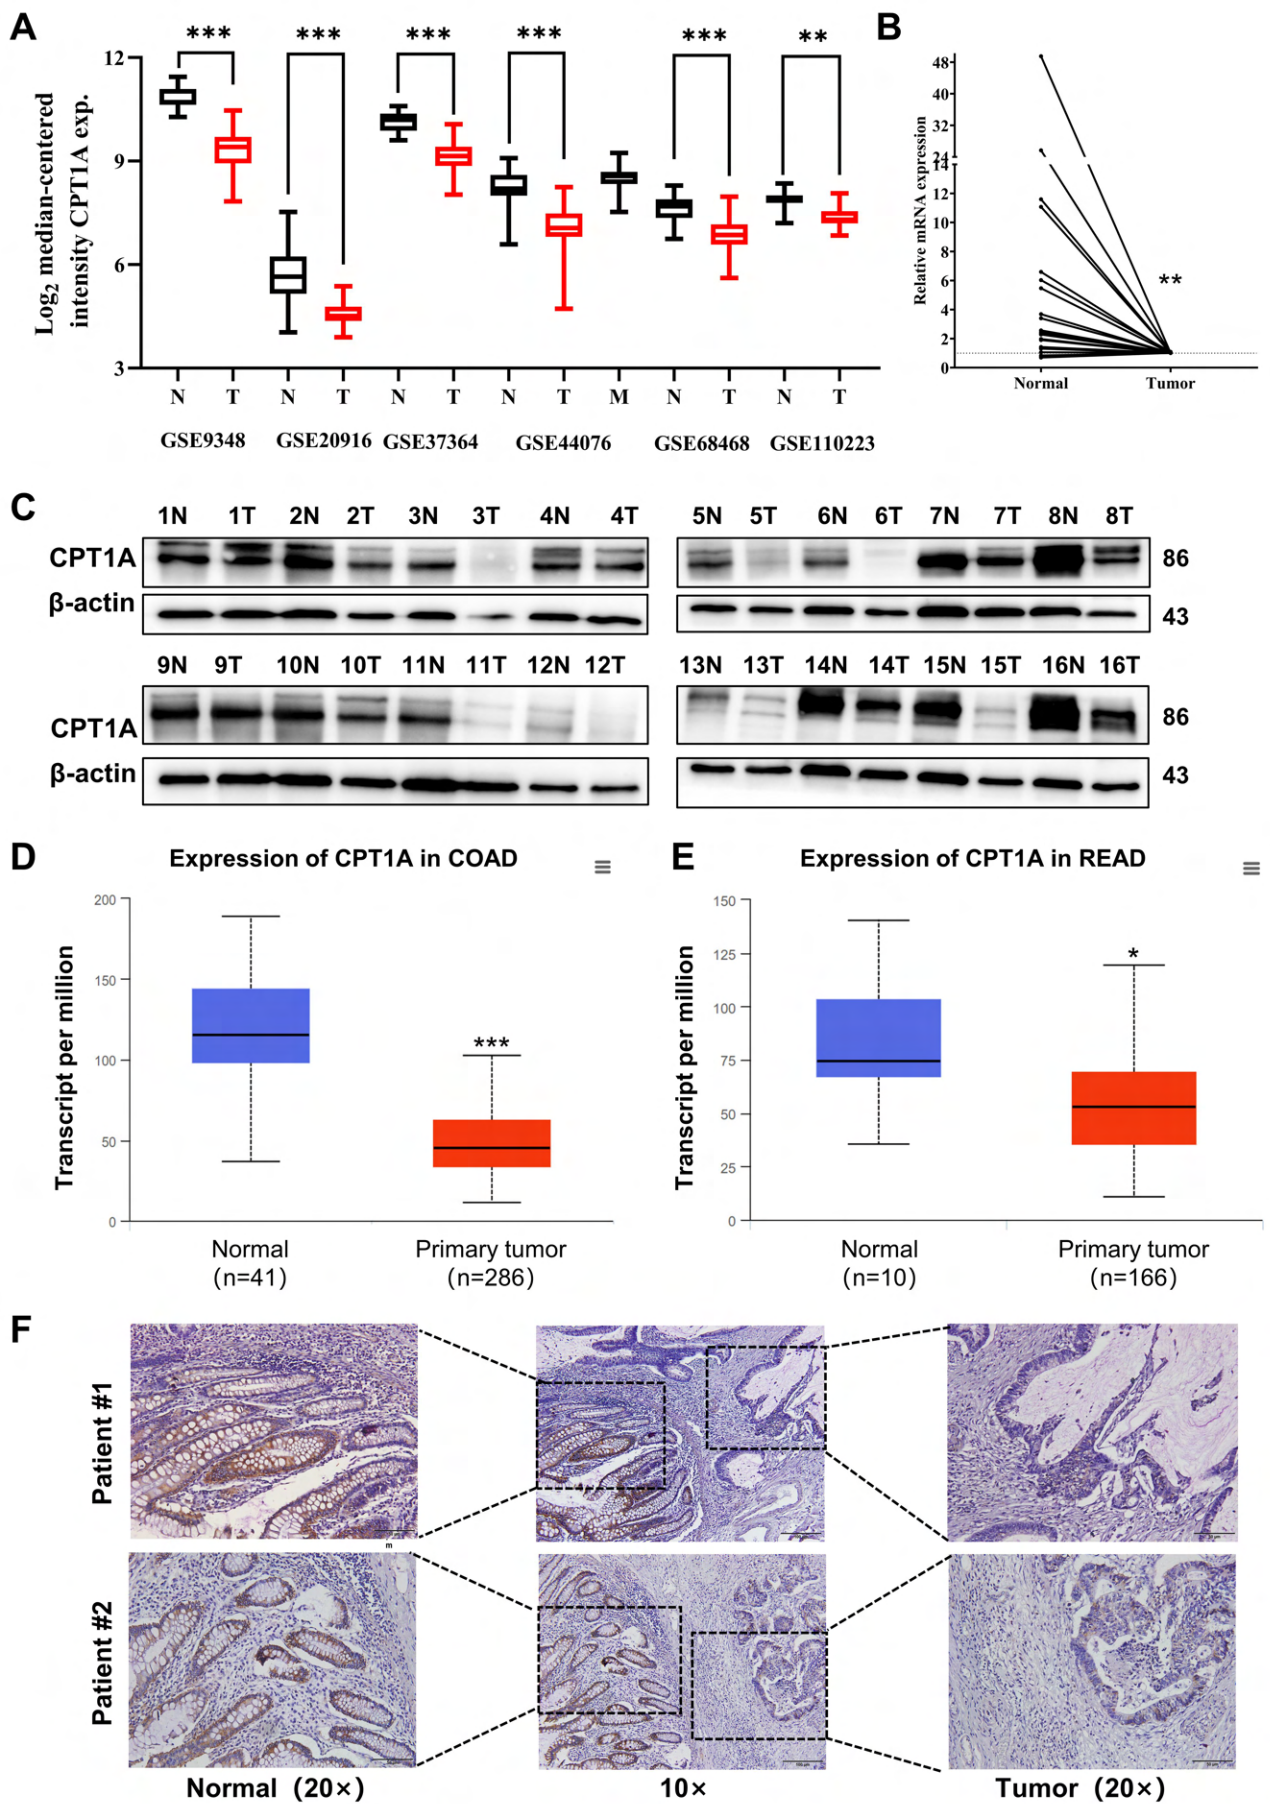 A
Log2 median-centered
intensity CPT1A exp.
*** *** *** *** *** **
12
9
6
3
N T N T N T N T M N T N T
GSE9348 GSE20916 GSE37364 GSE44076 GSE68468 GSE110223
B
Relative mRNA expression
48
40
32
24
14
12
10
8
6
4
2
0
**
Normal Tumor
C
1N 1T 2N 2T 3N 3T 4N 4T 5N 5T 6N 6T 7N 7T 8N 8T
CPT1A 86
β-actin 43
9N 9T 10N 10T 11N 11T 12N 12T 13N 13T 14N 14T 15N 15T 16N 16T
CPT1A 86
β-actin 43
D
Expression of CPT1A in COAD
Transcript per million
200
150
100
50
0
***
Normal Primary tumor
(n=41) (n=286)
E
Expression of CPT1A in READ
Transcript per million
150
125
100
75
50
25
0
*
Normal Primary tumor
(n=10) (n=166)
F
Patient #1
m
Patient #2
Normal (20×) 10× Tumor (20×)